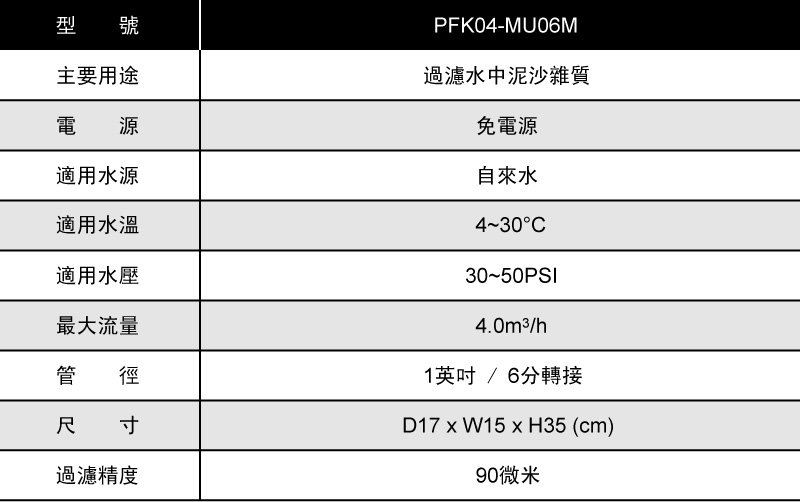 型　　號 PFK04-MU06M
主要用途 過濾水中泥沙雜質
電　　源 免電源
適用水源 自來水
適用水溫 4~30°C
適用水壓 30~50PSI
最大流量 4.0m³/h
管　　徑 1英吋 / 6分轉接
尺　　寸 D17 x W15 x H35 (cm)
過濾精度 90微米